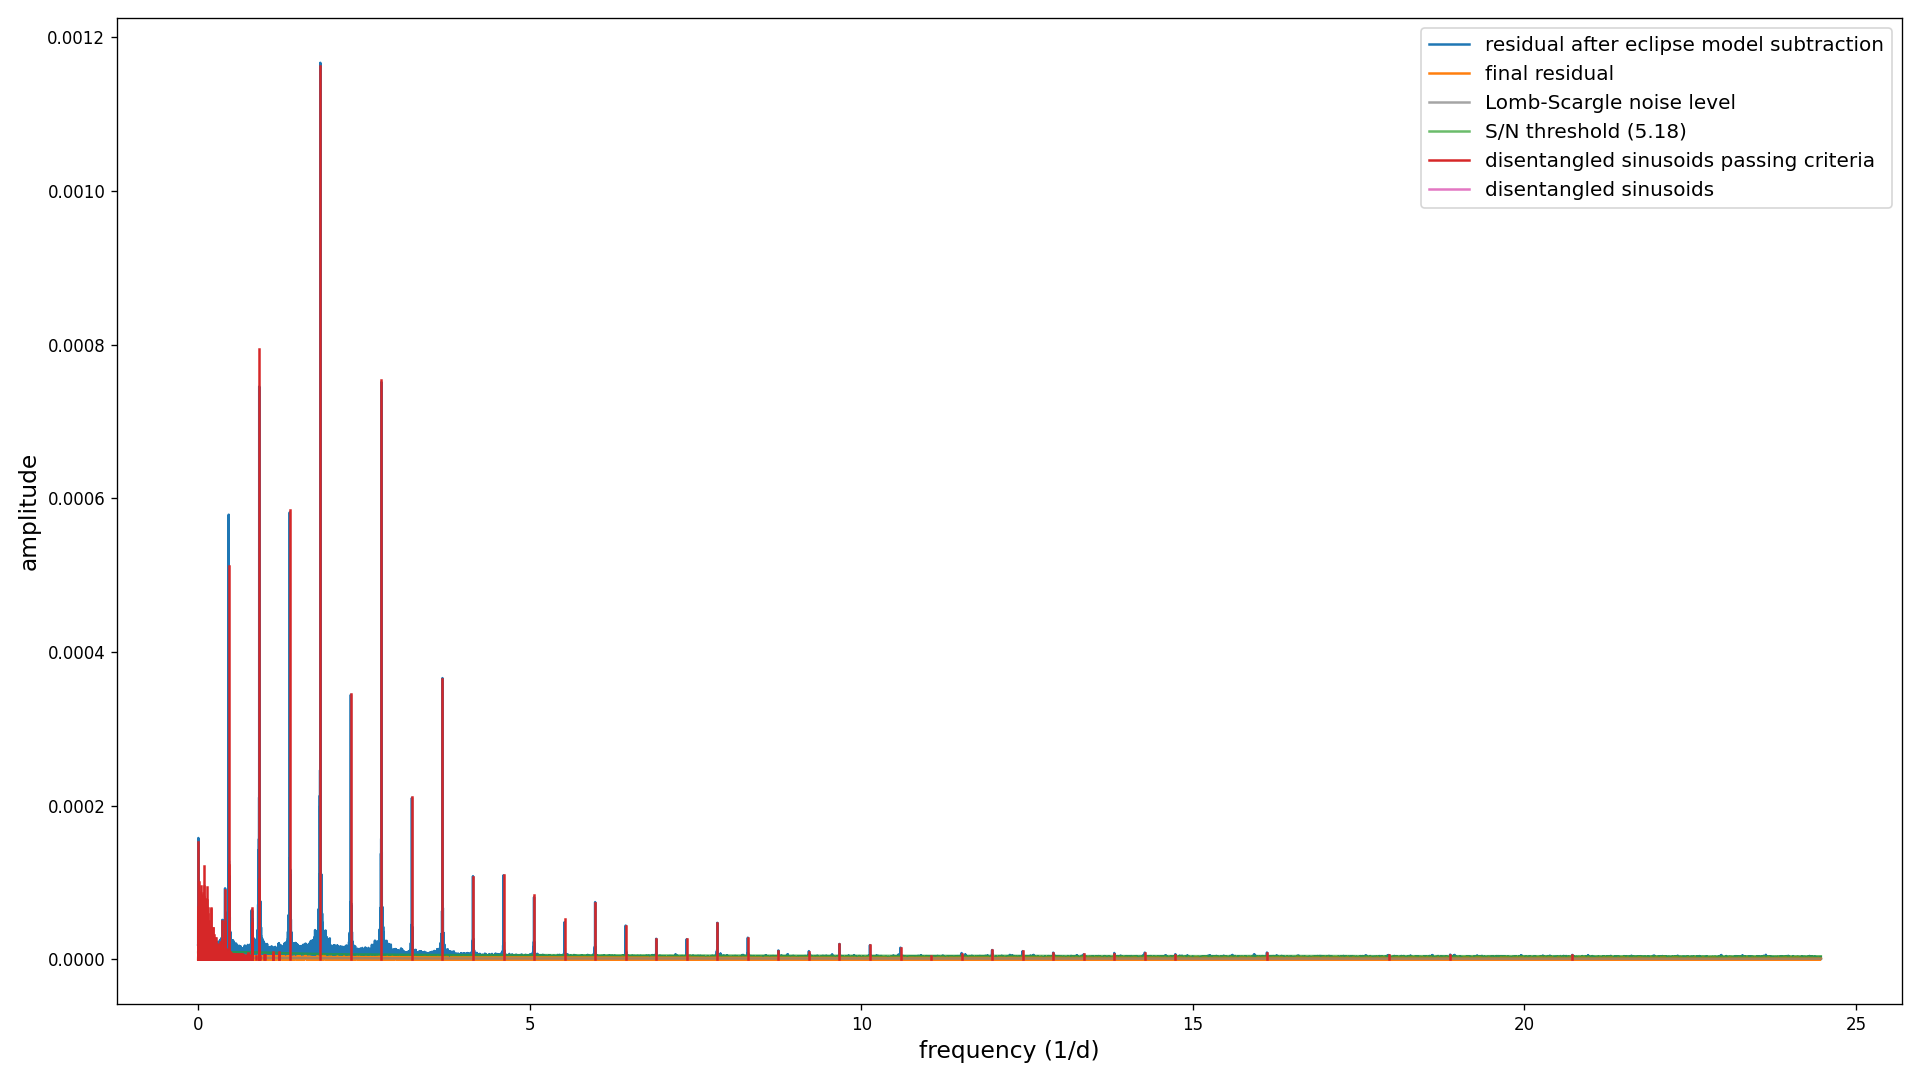 0.0012
0.0010
0.0008
0.0006
0.0004
0.0002
0.0000
amplitude
residual after eclipse model subtraction
final residual
Lomb-Scargle noise level
S/N threshold (5.18)
disentangled sinusoids passing criteria
disentangled sinusoids
0 5 10 15 20 25
frequency (1/d)